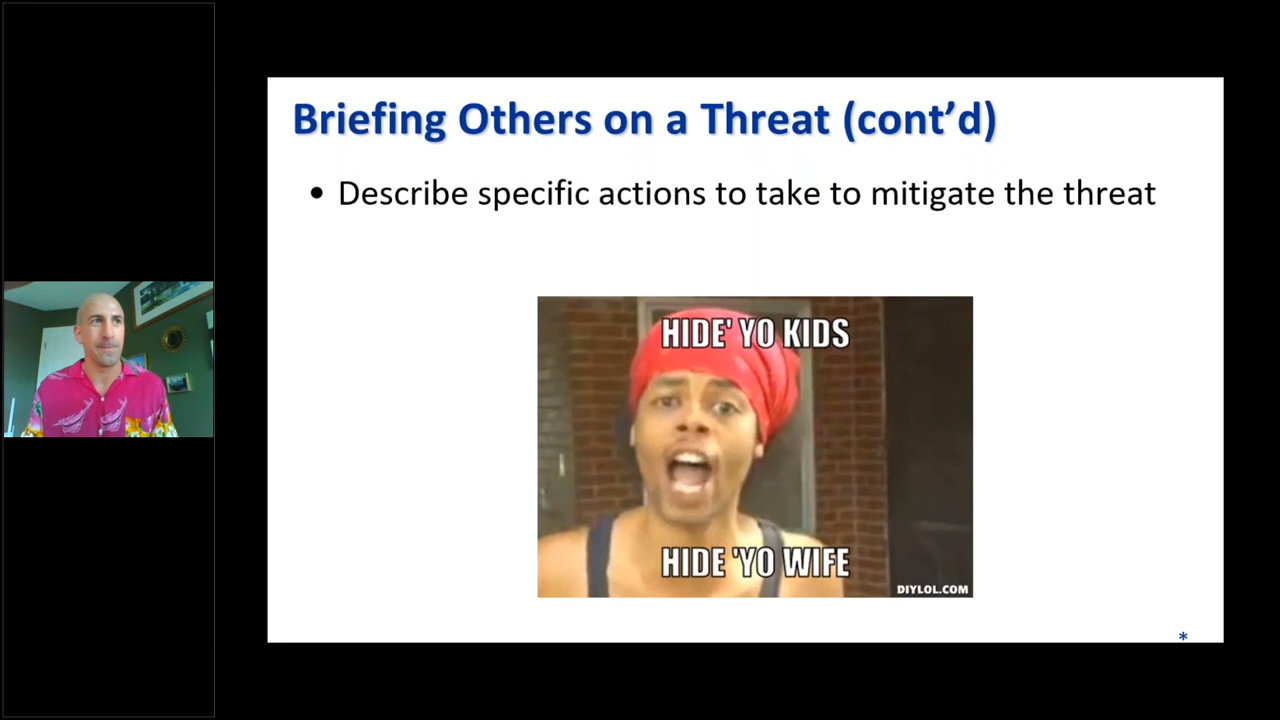 Briefing Others on a Threat (cont’d)
• Describe specific actions to take to mitigate the threat
HIDE' YO KIDS
HIDE 'YO WIFE
DIYLOL.COM
*